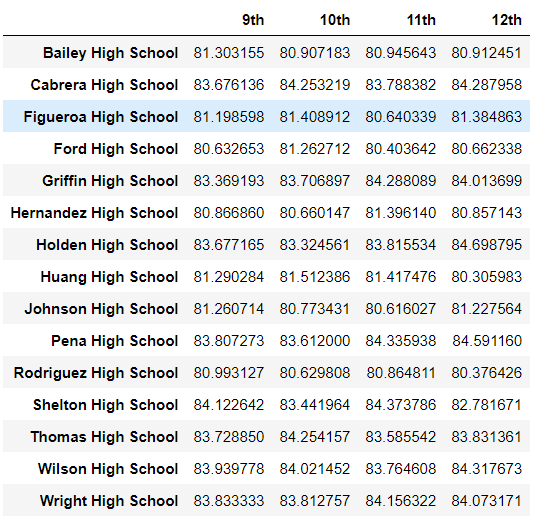 9th 10th 11th 12th
Bailey High School 81.303155 80.907183 80.945643 80.912451
Cabrera High School 83.676136 84.253219 83.788382 84.287958
Figueroa High School 81.198598 81.408912 80.640339 81.384863
Ford High School 80.632653 81.262712 80.403642 80.662338
Griffin High School 83.369193 83.706897 84.288089 84.013699
Hernandez High School 80.866860 80.660147 81.396140 80.857143
Holden High School 83.677165 83.324561 83.815534 84.698795
Huang High School 81.290284 81.512386 81.417476 80.305983
Johnson High School 81.260714 80.773431 80.616027 81.227564
Pena High School 83.807273 83.612000 84.335938 84.591160
Rodriguez High School 80.993127 80.629808 80.864811 80.376426
Shelton High School 84.122642 83.441964 84.373786 82.781671
Thomas High School 83.728850 84.254157 83.585542 83.831361
Wilson High School 83.939778 84.021452 83.764608 84.317673
Wright High School 83.833333 83.812757 84.156322 84.073171